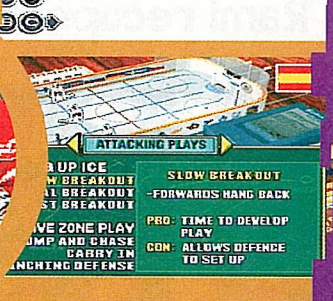 ATTACKING PLAYS
UP ICE
BREAKOUT
BREAKOUT
BREAKOUT
ZONE PLAY
AND CHASE
CARRY IN
DEFENSE
SLOW BREAKOUT
-FORWARDS HANG BACK
PRO: TIME TO DEVELOP
PLAY
CON: ALLOWS DEFENCE
TO SET UP